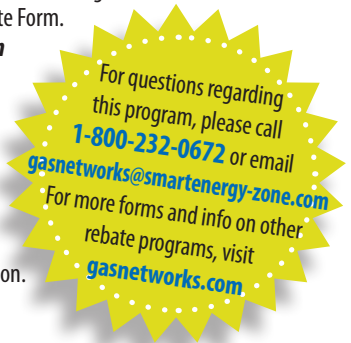 te Form.
For questions regarding
this program, please call
1-800-232-0672 or email
gasnetworks@smartenergy-zone.com
For more forms and info on other
rebate programs, visit
gasnetworks.com
on.